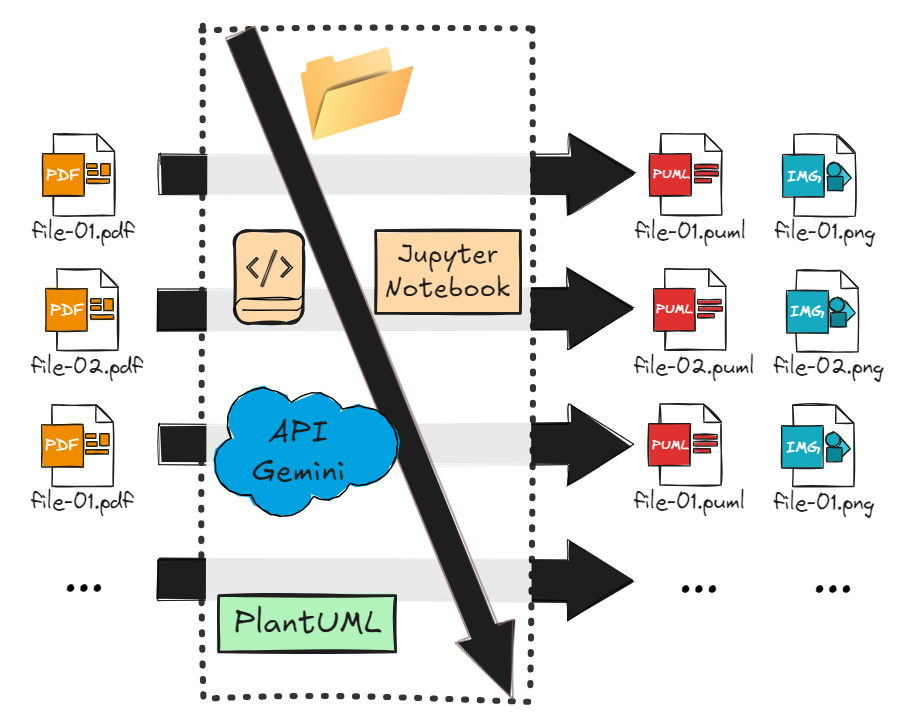 PDF
file-01.pdf
PUML
file-01.puml
IMG
file-01.png
</>
Jupyter
Notebook
PDF
file-02.pdf
PUML
file-02.puml
IMG
file-02.png
API
Gemini
PDF
file-01.pdf
PUML
file-01.puml
IMG
file-01.png
...
PlantUML
...
...